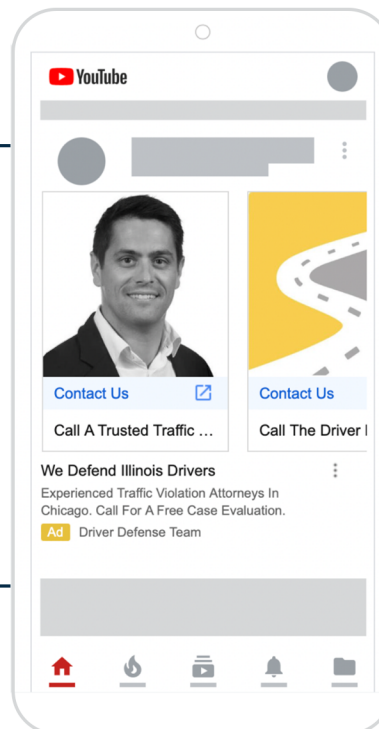 YouTube
Contact Us
Call A Trusted Traffic ...
Contact Us
Call The Driver
We Defend Illinois Drivers
Experienced Traffic Violation Attorneys In
Chicago. Call For A Free Case Evaluation.
Ad Driver Defense Team